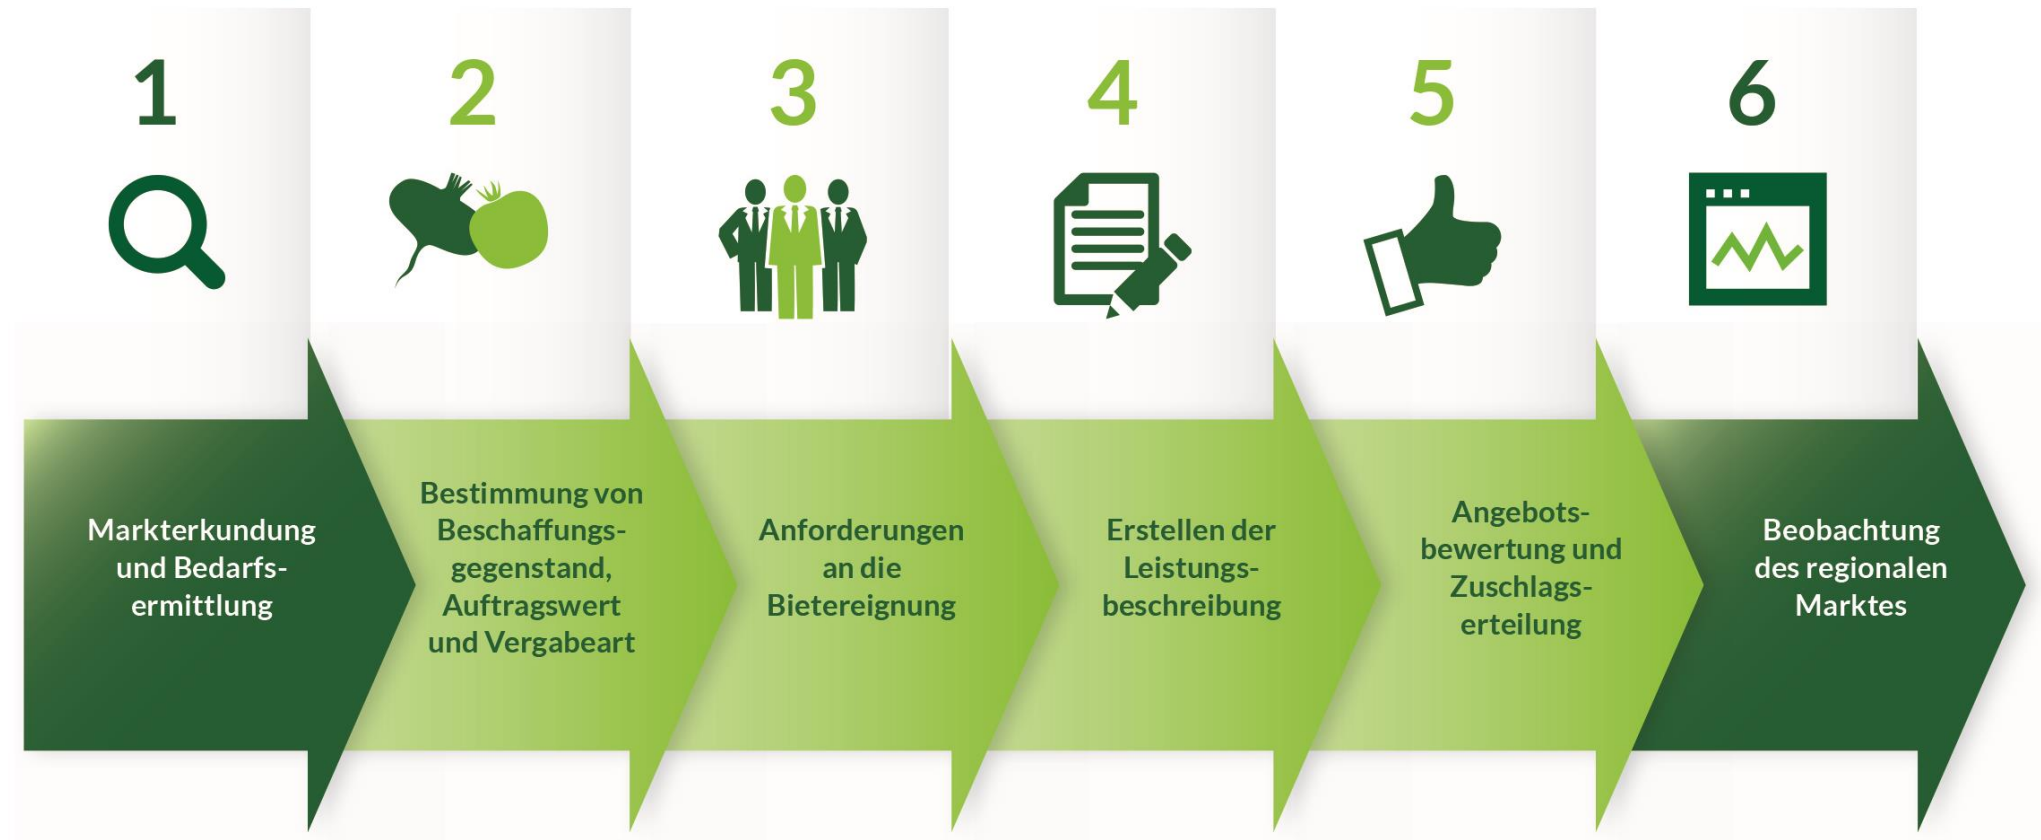 1
2
3
4
5
6
Markterkundung
und Bedarfs-
ermittlung
Bestimmung von
Beschaffungs-
gegenstand,
Auftragswert
und Vergabeart
Anforderungen
an die
Bietereignung
Erstellen der
Leistungs-
beschreibung
Angebots-
bewertung und
Zuschlags-
erteilung
Beobachtung
des regionalen
Marktes